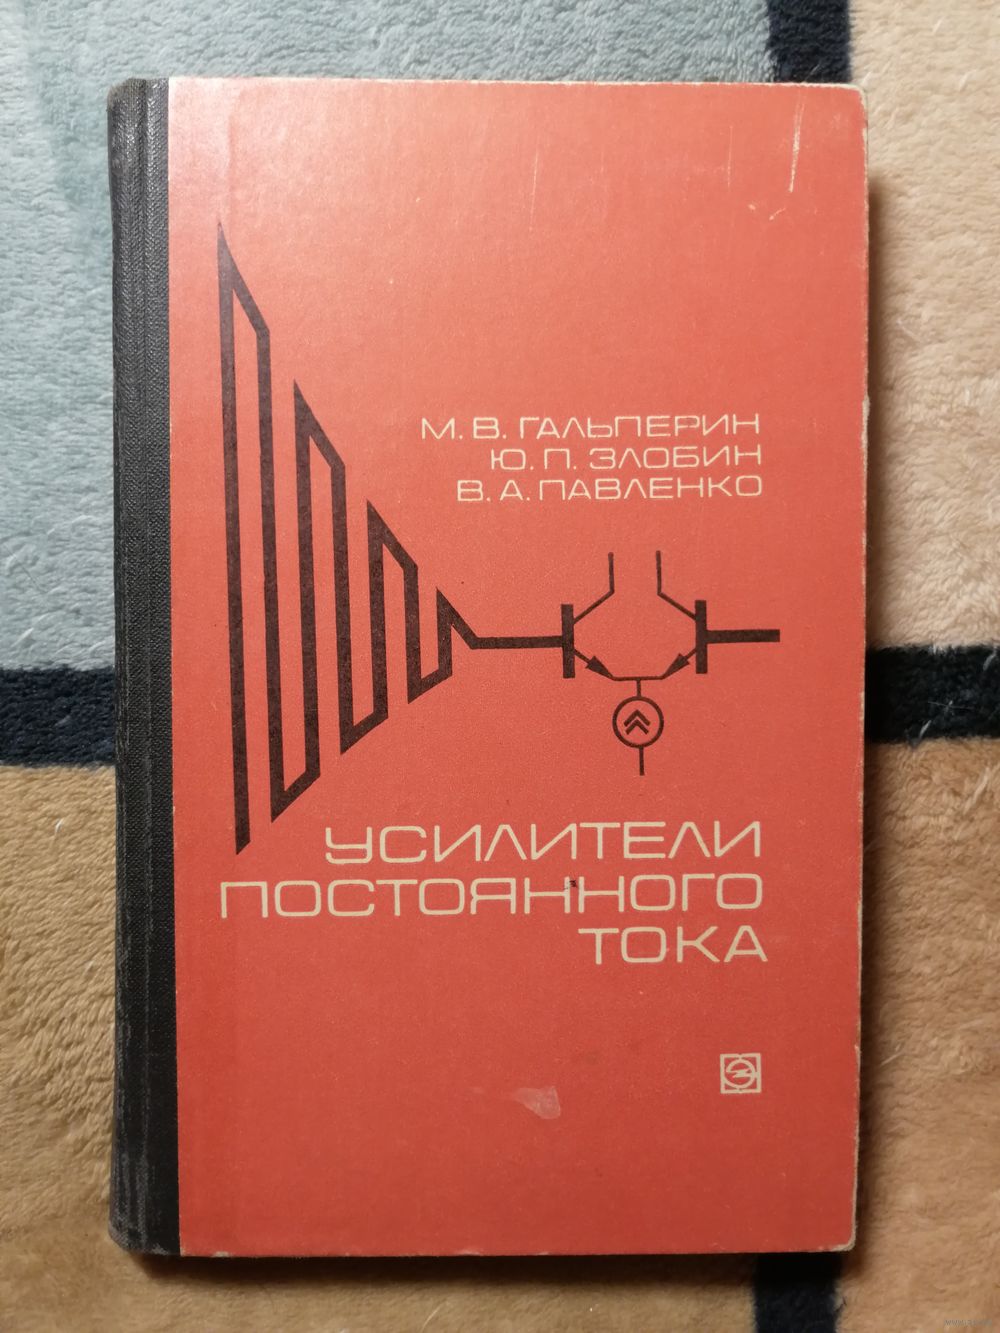 М. В. ГАЛЬПЕРИН
Ю. П. ЗЛОБИН
В. А. ПАВЛЕНКО
УСИЛИТЕЛИ
ПОСТОЯННОГО
ТОКА